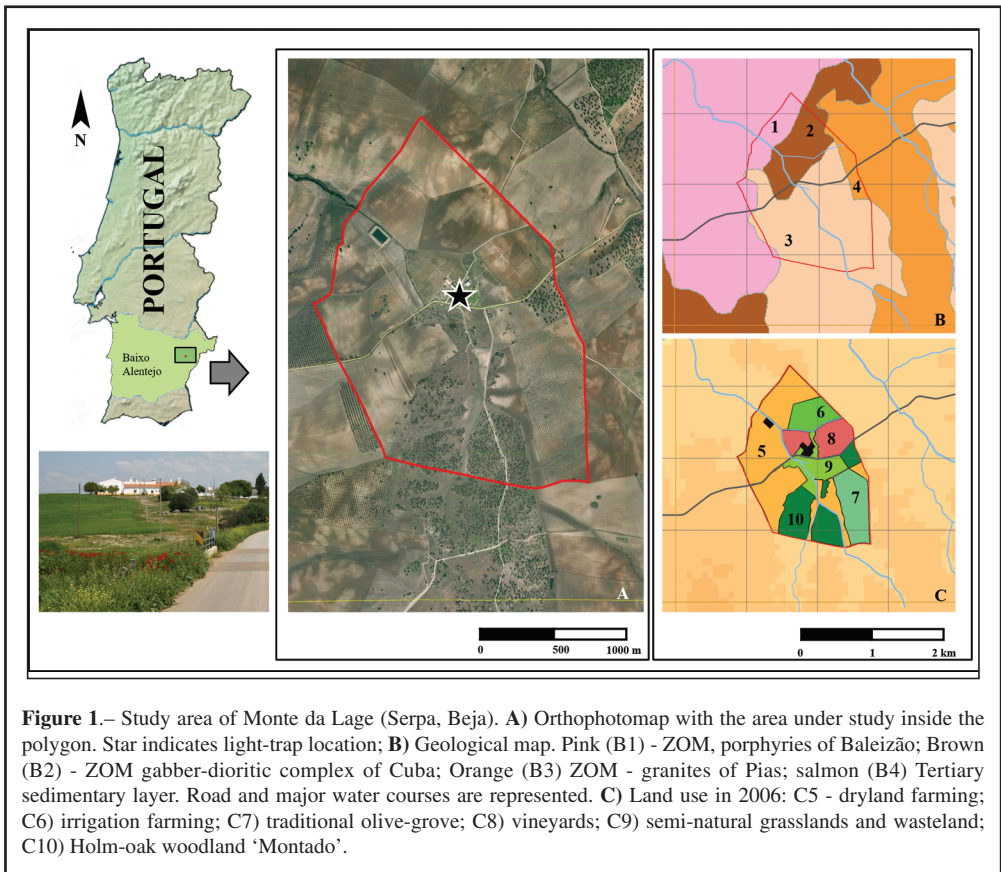 N
PORTUGAL
Baixo
Alentejo
A
0 500 1000 m
1
2
4
3
B
6
5
8
9
7
10
C
0 1 2 km
Figure 1.– Study area of Monte da Lage (Serpa, Beja). A) Orthophotomap with the area under study inside the
polygon. Star indicates light-trap location; B) Geological map. Pink (B1) - ZOM, porphyries of Baleizão; Brown
(B2) - ZOM gabber-dioritic complex of Cuba; Orange (B3) ZOM - granites of Pias; salmon (B4) Tertiary
sedimentary layer. Road and major water courses are represented. C) Land use in 2006: C5 - dryland farming;
C6) irrigation farming; C7) traditional olive-grove; C8) vineyards; C9) semi-natural grasslands and wasteland;
C10) Holm-oak woodland ‘Montado’.